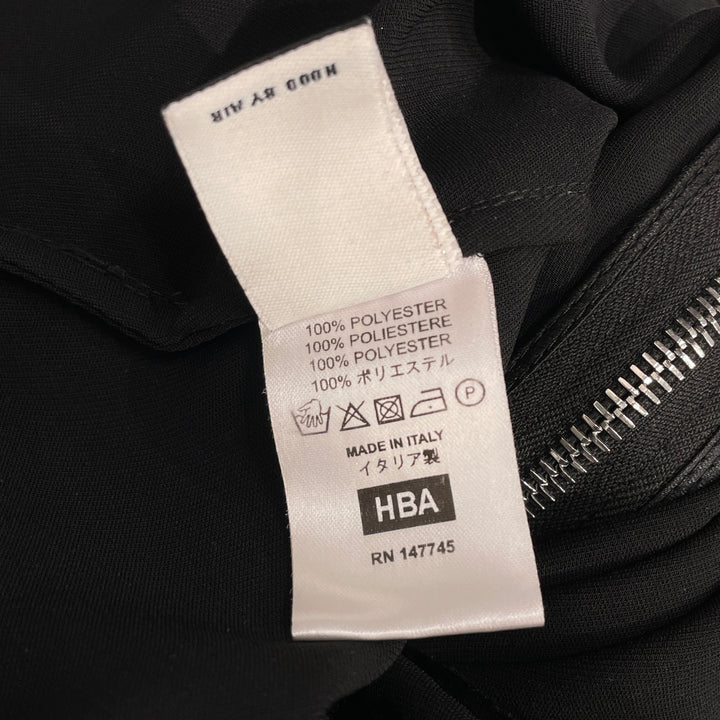 HOOD BY AIR
100% POLYESTER
100% POLIESTERE
100% POLYESTER
100% ポリエステル
P
MADE IN ITALY
イタリア製
HBA
RN 147745